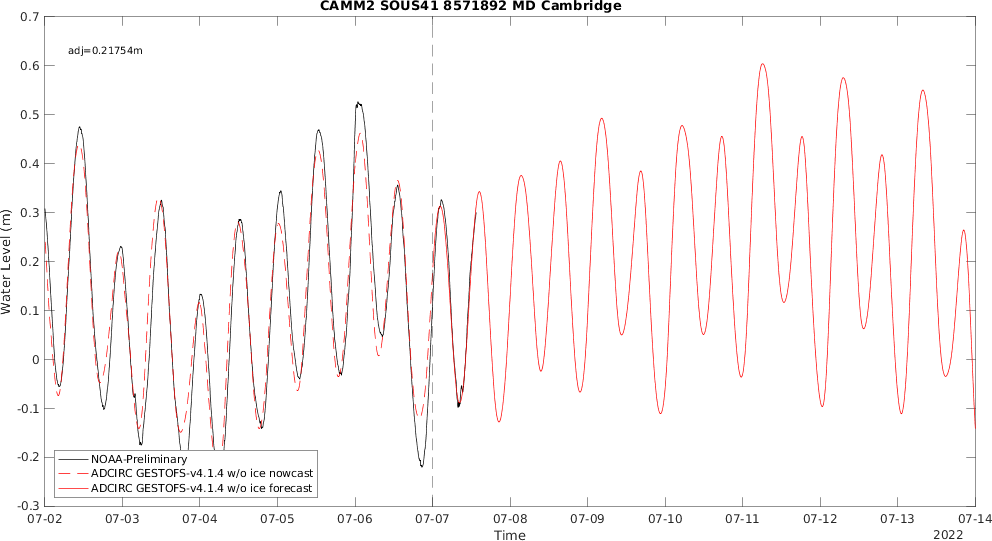 CAMM2 SOUS41 8571892 MD Cambridge
adj=0.21754m
0.7
0.6
0.5
0.4
0.3
0.2
0.1
0
-0.1
-0.2
-0.3
Water Level (m)
NOAA-Preliminary
ADCIRC GESTOFS-v4.1.4 w/o ice nowcast
ADCIRC GESTOFS-v4.1.4 w/o ice forecast
07-02 07-03 07-04 07-05 07-06 07-07 07-08 07-09 07-10 07-11 07-12 07-13 07-14
Time
2022